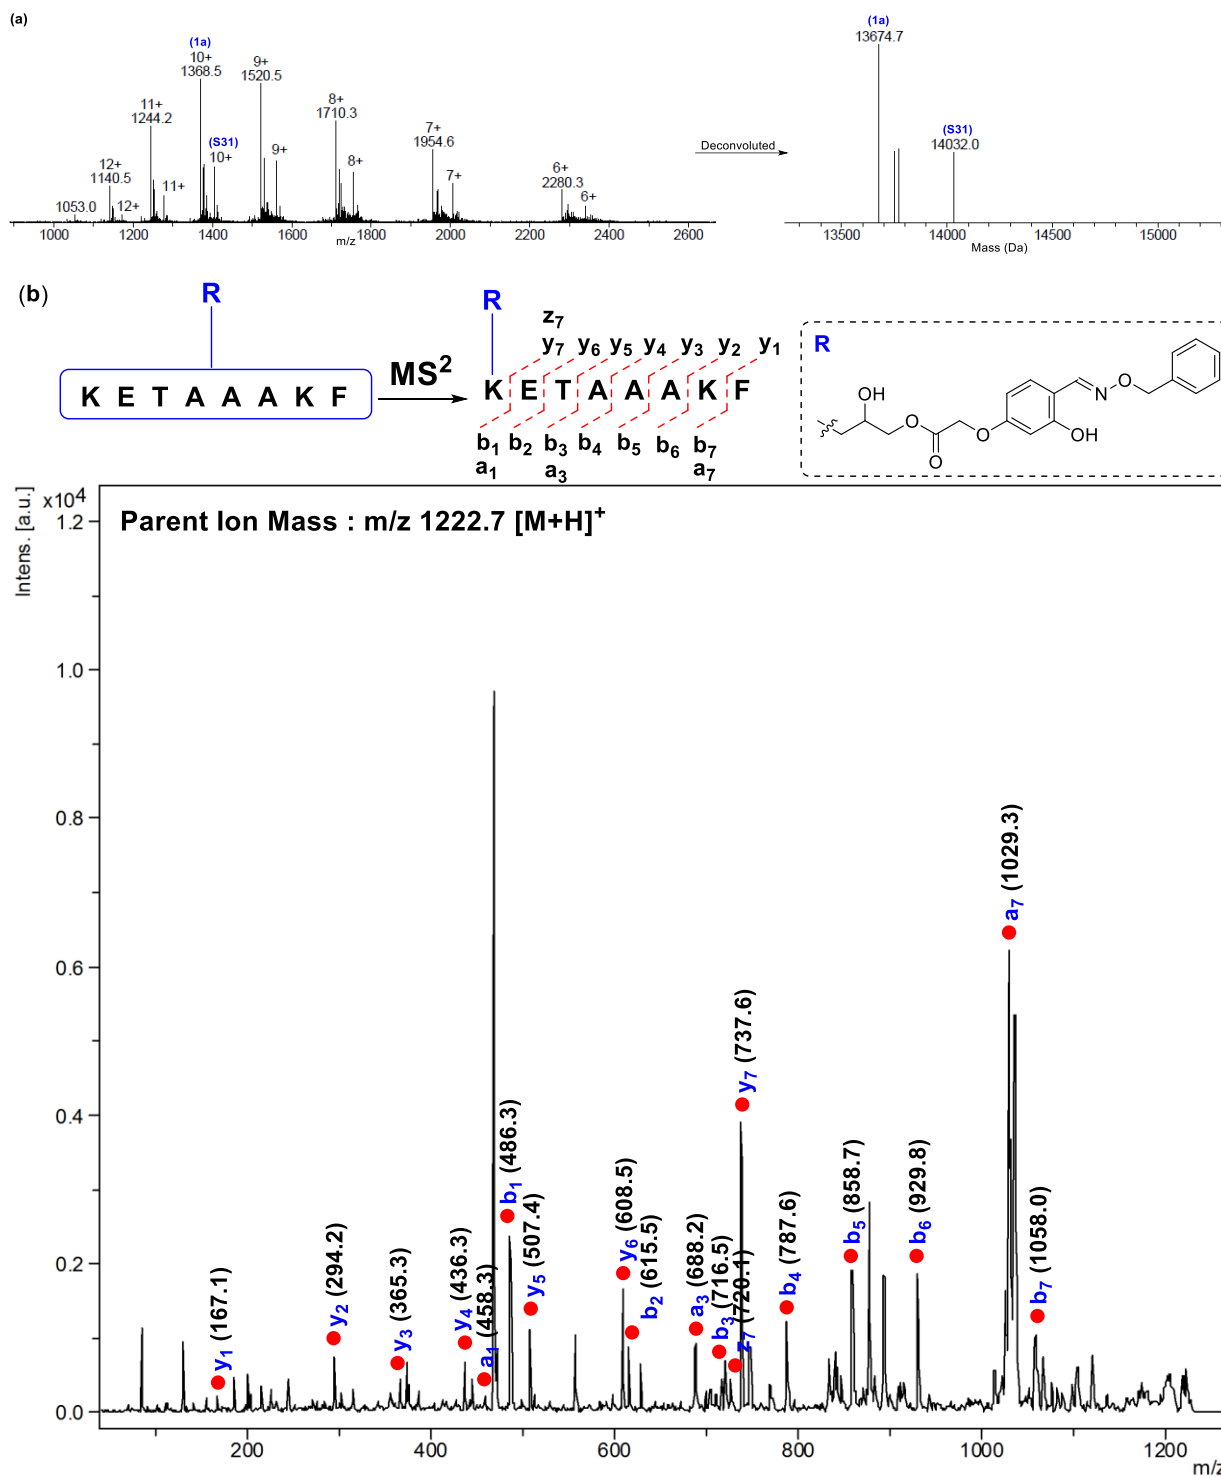 (a)
(1a)
10+
1368.5
9+
1520.5
11+
1244.2
8+
1710.3
(S31)
10+
7+
1954.6
12+
1140.5
9+
8+
7+
6+
2280.3
11+
12+
6+
1053.0
1000 1200 1400 1600 1800 2000 2200 2400 2600
m/z
Deconvoluted
(1a)
13674.7
(S31)
14032.0
13500 14000 14500 15000
Mass (Da)
(b)
R
K E T A A A K F
MS2
R
z7
y7 y6 y5 y4 y3 y2 y1
K E T A A A K F
b1 b2 b3 b4 b5 b6 b7
a1 a3 a7
R
OH
O
O
O
N
O
OH
Intens. [a.u.]
x10⁴
Parent Ion Mass : m/z 1222.7 [M+H]+
1.2
1.0
0.8
0.6
0.4
0.2
0.0
y1 (167.1)
y2 (294.2)
y3 (365.3)
y4 (436.3)
a1 (458.3)
b1 (486.3)
y5 (507.4)
y6 (608.5)
b2 (615.5)
a3 (688.2)
b3 (716.5)
z7 (720.1)
y7 (737.6)
b4 (787.6)
b5 (858.7)
b6 (929.8)
a7 (1029.3)
b7 (1058.0)
200 400 600 800 1000 1200
m/z